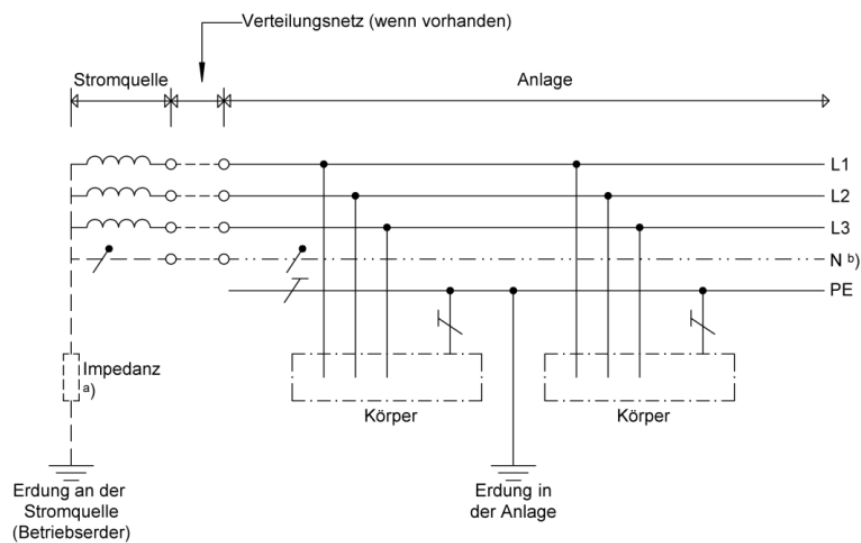 Verteilungsnetz (wenn vorhanden)
Stromquelle
Anlage
L1
L2
L3
N b)
PE
Impedanz
a)
Körper
Körper
Erdung an der
Stromquelle
(Betriebserder)
Erdung in
der Anlage